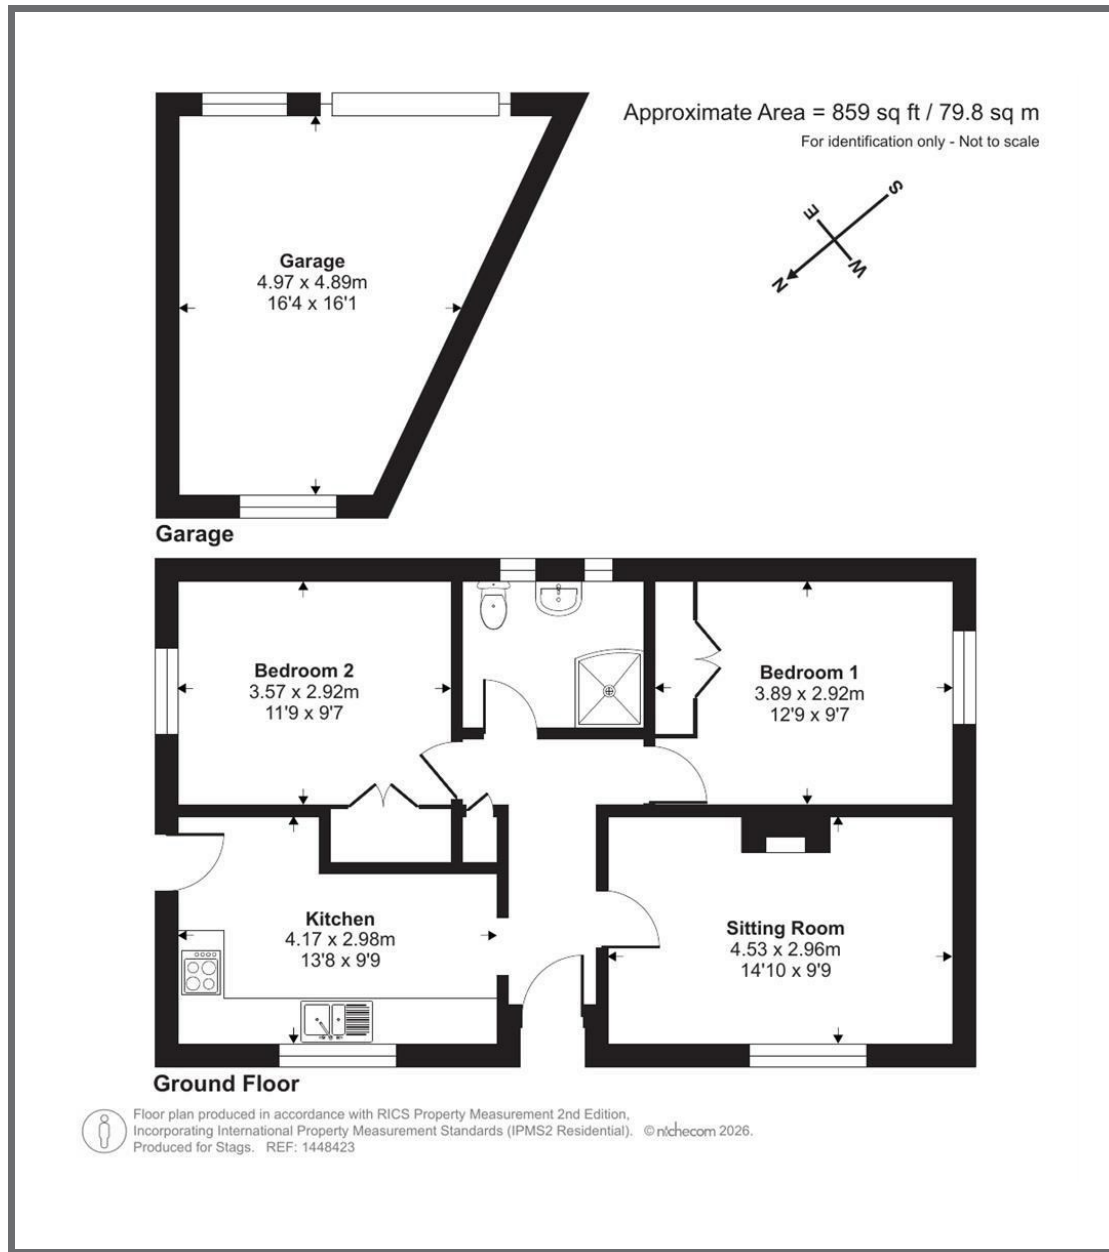 Approximate Area = 859 sq ft / 79.8 sq m
For identification only - Not to scale
S
E
W
N
Garage
4.97 x 4.89m
16'4 x 16'1
Garage
Bedroom 2
3.57 x 2.92m
11'9 x 9'7
Bedroom 1
3.89 x 2.92m
12'9 x 9'7
Kitchen
4.17 x 2.98m
13'8 x 9'9
Sitting Room
4.53 x 2.96m
14'10 x 9'9
Ground Floor
Floor plan produced in accordance with RICS Property Measurement 2nd Edition,
Incorporating International Property Measurement Standards (IPMS2 Residential). © nichecom 2026.
Produced for Stags. REF: 1448423